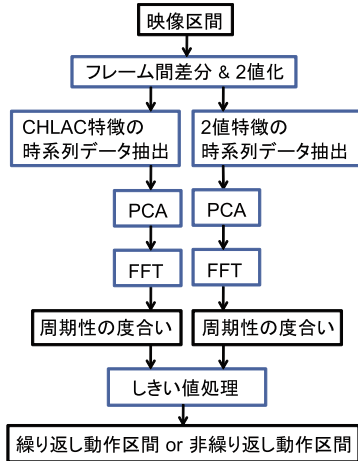 映像区間
フレーム間差分 & 2値化
CHLAC特徴の
時系列データ抽出
2値特徴の
時系列データ抽出
PCA
PCA
FFT
FFT
周期性の度合い
周期性の度合い
しきい値処理
繰り返し動作区間 or 非繰り返し動作区間